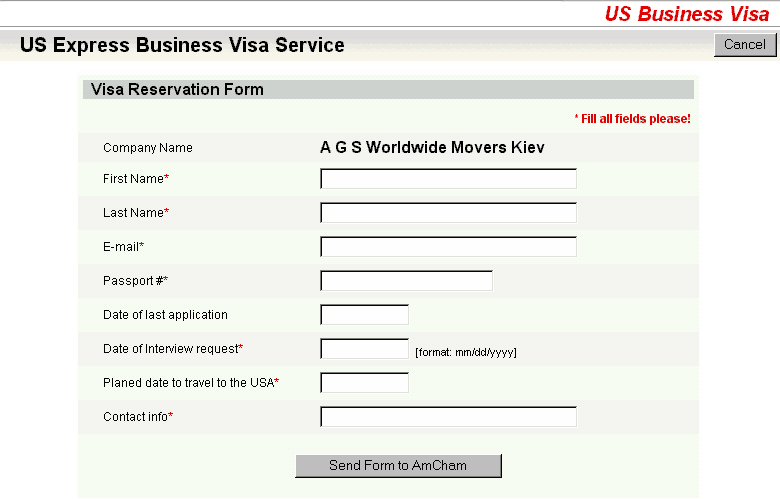 US Business Visa
US Express Business Visa Service
Cancel
Visa Reservation Form
* Fill all fields please!
Company Name A G S Worldwide Movers Kiev
First Name*
Last Name*
E-mail*
Passport #*
Date of last application
Date of Interview request* [format: mm/dd/yyyy]
Planed date to travel to the USA*
Contact info*
Send Form to AmCham